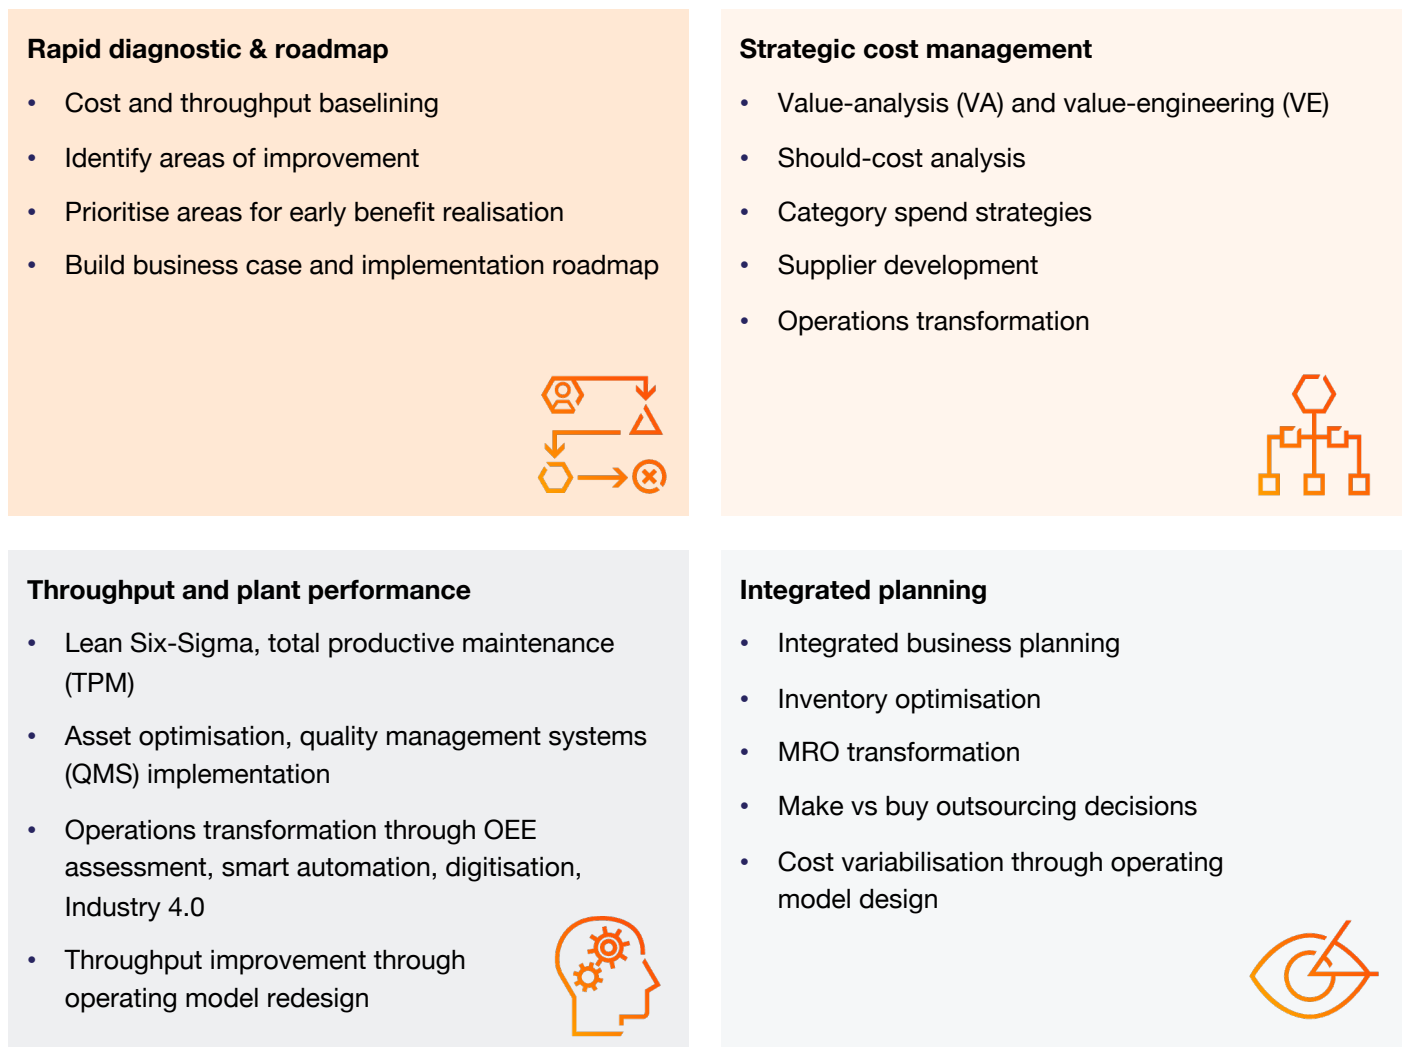 Rapid diagnostic & roadmap
• Cost and throughput baselining
• Identify areas of improvement
• Prioritise areas for early benefit realisation
• Build business case and implementation roadmap
Strategic cost management
• Value-analysis (VA) and value-engineering (VE)
• Should-cost analysis
• Category spend strategies
• Supplier development
• Operations transformation
Throughput and plant performance
• Lean Six-Sigma, total productive maintenance
(TPM)
• Asset optimisation, quality management systems
(QMS) implementation
• Operations transformation through OEE
assessment, smart automation, digitisation,
Industry 4.0
• Throughput improvement through
operating model redesign
Integrated planning
• Integrated business planning
• Inventory optimisation
• MRO transformation
• Make vs buy outsourcing decisions
• Cost variabilisation through operating
model design